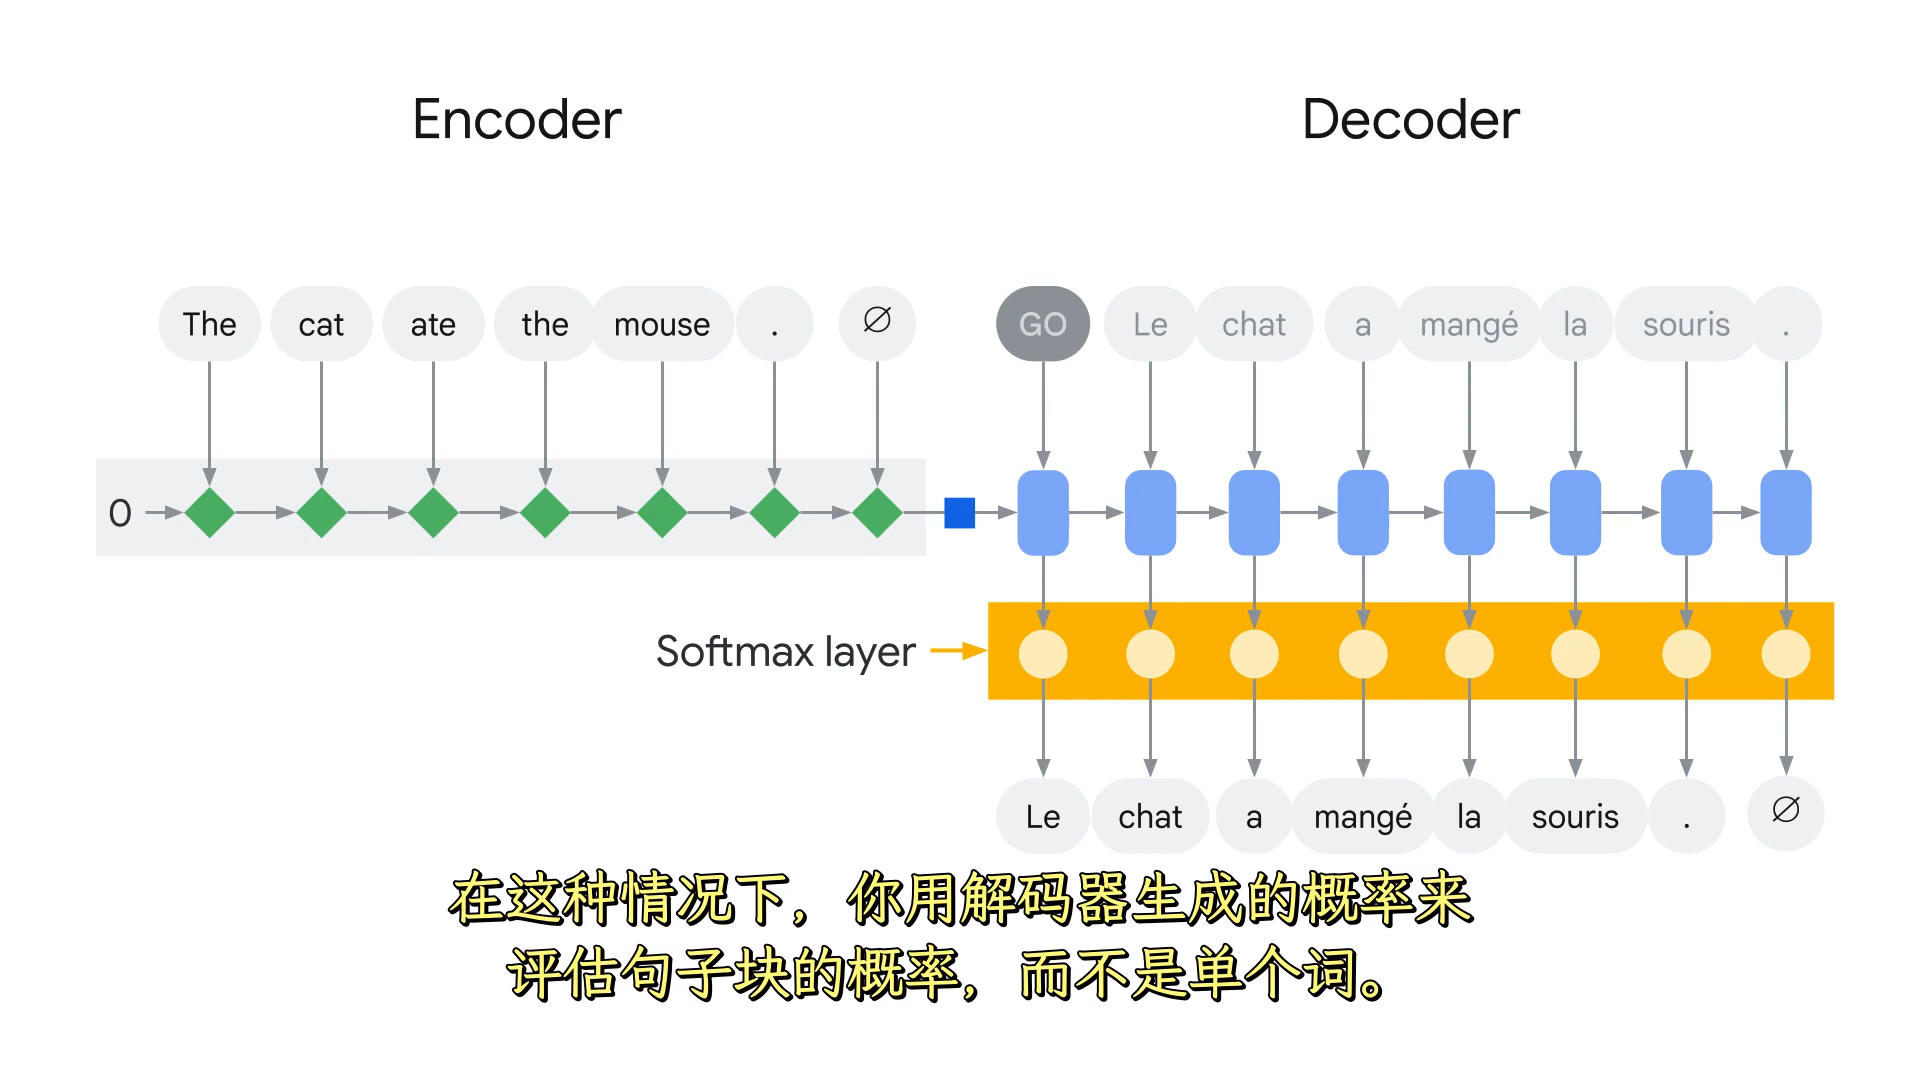 Encoder
Decoder
The cat ate the mouse . ∅
GO Le chat a mangé la souris .
0
Softmax layer
Le chat a mangé la souris . ∅
在这种情况下，你用解码器生成的概率来
评估句子块的概率，而不是单个词。